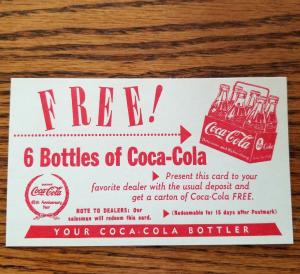 FREE!
Coca-Cola
6 Bottles of Coca-Cola
Present this card to your
favorite dealer with the usual deposit and
get a carton of Coca-Cola FREE.
Coca-Cola
NOTE TO DEALERS: Our
salesman will redeem this card.
(Redeemable for 15 days after Postmark)
YOUR COCA-COLA BOTTLER